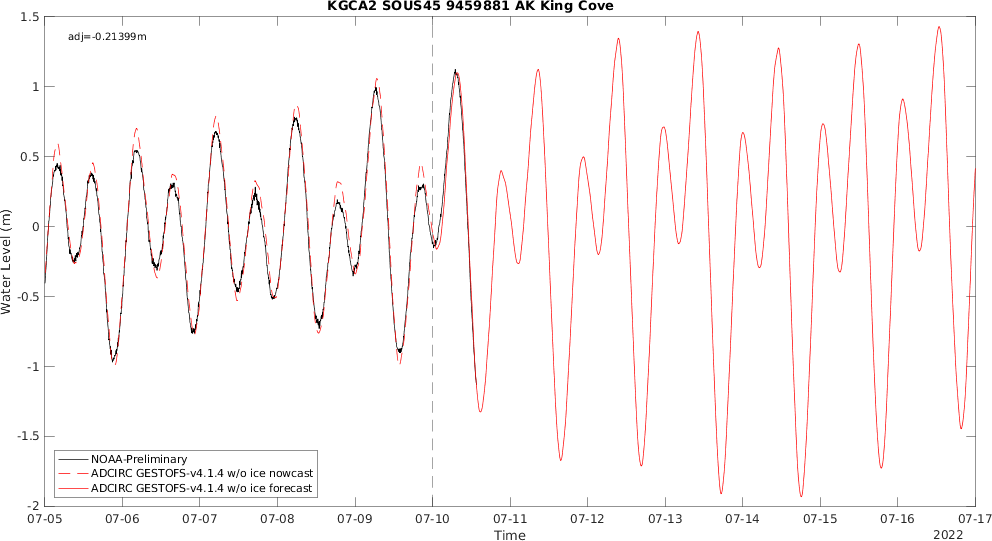 KGCA2 SOUS45 9459881 AK King Cove
adj=-0.21399m
1.5
1
0.5
0
-0.5
-1
-1.5
-2
Water Level (m)
NOAA-Preliminary
ADCIRC GESTOFS-v4.1.4 w/o ice nowcast
ADCIRC GESTOFS-v4.1.4 w/o ice forecast
07-05 07-06 07-07 07-08 07-09 07-10 07-11 07-12 07-13 07-14 07-15 07-16 07-17
Time
2022